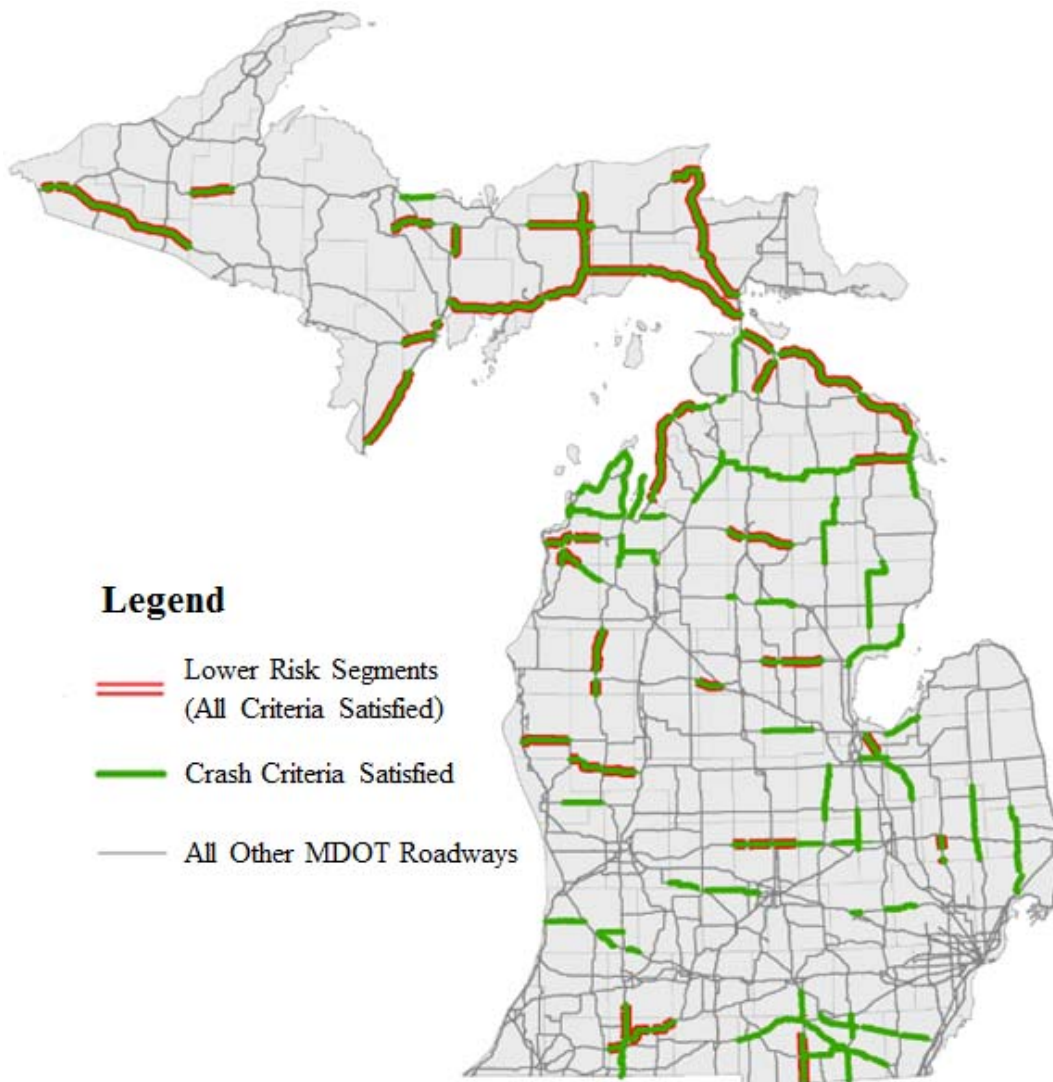 Legend
Lower Risk Segments
(All Criteria Satisfied)
Crash Criteria Satisfied
All Other MDOT Roadways